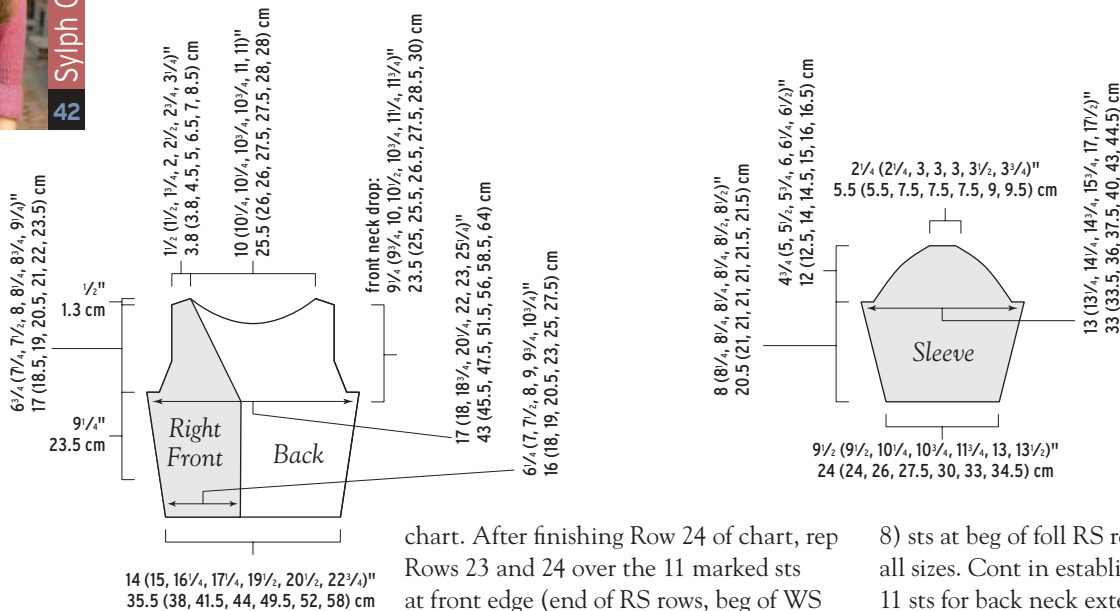 Sylph C
42
1½ (1½, 1¾, 2, 2½, 2¾, 3¼)"
3.8 (3.8, 4.5, 5, 6.5, 7, 8.5) cm
10 (10¼, 10¼, 10¾, 10¾, 11, 11)"
25.5 (26, 26, 27.5, 27.5, 28, 28) cm
front neck drop:
9¼ (9¾, 10, 10½, 10¾, 11¼, 11¾)"
23.5 (25, 25.5, 26.5, 27.5, 28.5, 30) cm
½"
1.3 cm
6¾ (7¼, 7½, 8, 8¼, 8¾, 9¼)"
17 (18.5, 19, 20.5, 21, 22, 23.5) cm
9¼"
23.5 cm
Right
Front
Back
17 (18, 18¾, 20¼, 22, 23, 25¼)"
43 (45.5, 47.5, 51.5, 56, 58.5, 64) cm
6¼ (7, 7½, 8, 9, 9¾, 10¾)"
16 (18, 19, 20.5, 23, 25, 27.5) cm
14 (15, 16¼, 17¼, 19½, 20½, 22¾)"
35.5 (38, 41.5, 44, 49.5, 52, 58) cm
8 (8¼, 8¼, 8¼, 8¼, 8½, 8½)"
20.5 (21, 21, 21, 21, 21.5, 21.5) cm
4¾ (5, 5½, 5¾, 6, 6¼, 6½)"
12 (12.5, 14, 14.5, 15, 16, 16.5) cm
2¼ (2¼, 3, 3, 3, 3½, 3¾)"
5.5 (5.5, 7.5, 7.5, 7.5, 9, 9.5) cm
13 (13¼, 14¼, 14¾, 15¾, 17, 17½)"
33 (33.5, 36, 37.5, 40, 43, 44.5) cm
Sleeve
9½ (9½, 10¼, 10¾, 11¾, 13, 13½)"
24 (24, 26, 27.5, 30, 33, 34.5) cm
chart. After finishing Row 24 of chart, rep
Rows 23 and 24 over the 11 marked sts
at front edge (end of RS rows, beg of WS
8) sts at beg of foll RS ro
all sizes. Cont in establi
11 sts for back neck exte